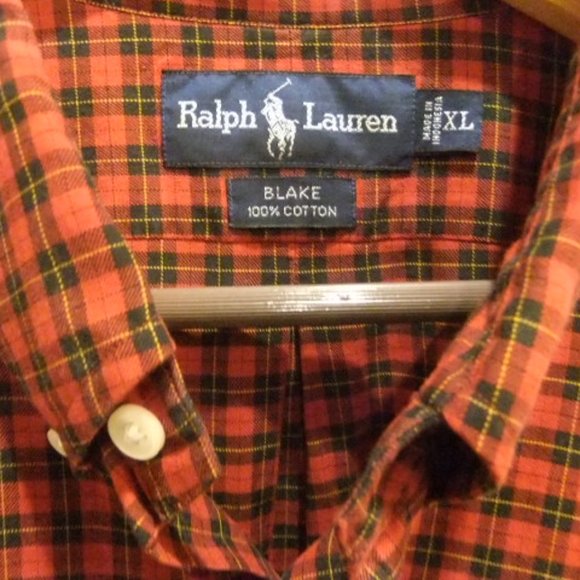 Ralph Lauren
MADE IN
INDONESIA
XL
BLAKE
100% COTTON